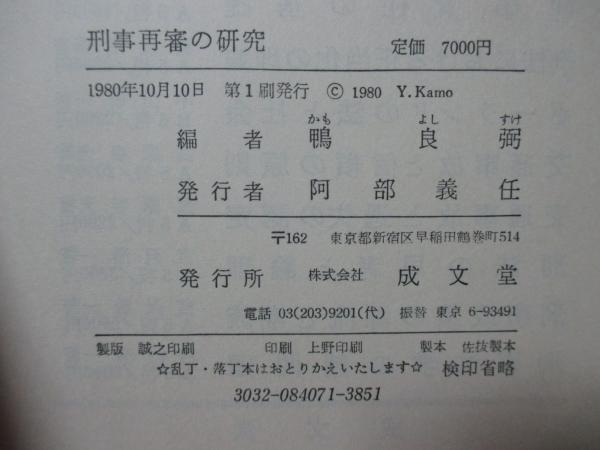 刑事再審の研究　定価　7000円
1980年10月10日　第1刷発行　© 1980　Y. Kamo
かも　よし　すけ
編　者　鴨　良　弼
発行者　阿部義任
〒162　東京都新宿区早稲田鶴巻町514
発行所　株式会社　成文堂
電話 03(203)9201(代)　振替 東京 6-93491
製版　誠之印刷　印刷　上野印刷　製本　佐抜製本
☆乱丁・落丁本はおとりかえいたします☆　検印省略
3032-084071-3851